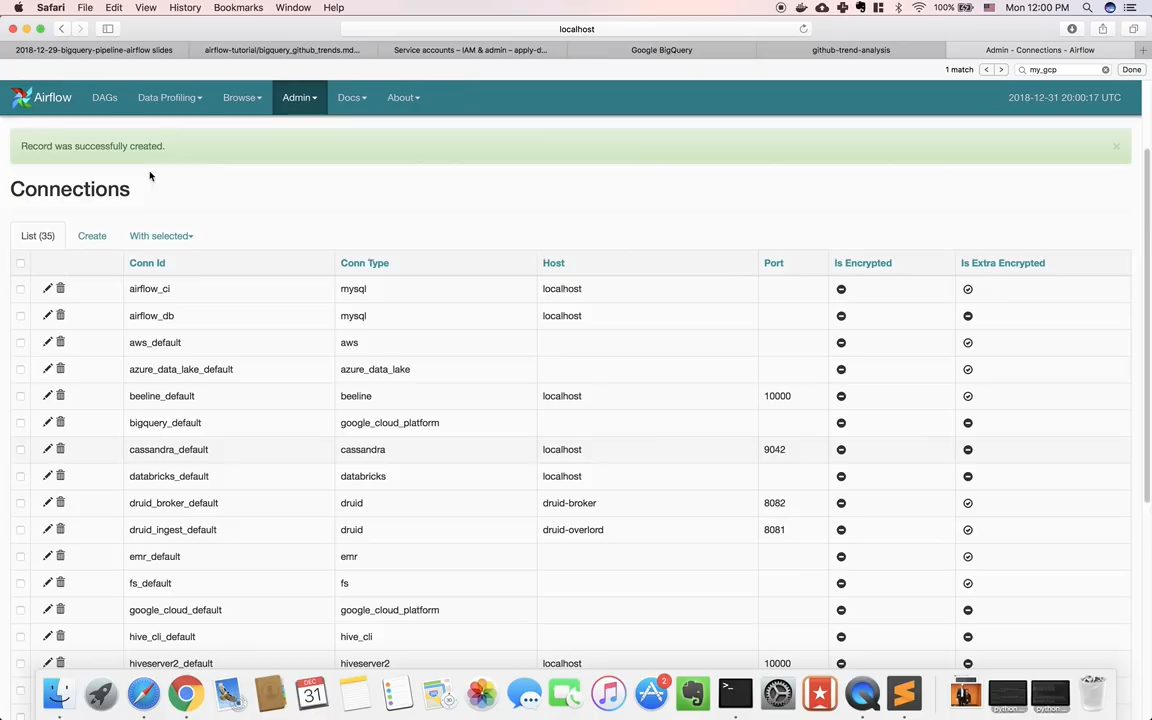 Safari File Edit View History Bookmarks Window Help 100% Mon 12:00 PM
localhost
2018-12-29-bigquery-pipeline-airflow slides airflow-tutorial/bigquery_github_trends.md... Service accounts – IAM & admin – apply-d... Google BigQuery github-trend-analysis Admin - Connections - Airflow
1 match my_gcp Done
Airflow DAGs Data Profiling Browse Admin Docs About 2018-12-31 20:00:17 UTC
Record was successfully created. ×
Connections
List (35) Create With selected
Conn Id Conn Type Host Port Is Encrypted Is Extra Encrypted
airflow_ci mysql localhost
airflow_db mysql localhost
aws_default aws
azure_data_lake_default azure_data_lake
beeline_default beeline localhost 10000
bigquery_default google_cloud_platform
cassandra_default cassandra localhost 9042
databricks_default databricks localhost
druid_broker_default druid druid-broker 8082
druid_ingest_default druid druid-overlord 8081
emr_default emr
fs_default fs
google_cloud_default google_cloud_platform
hive_cli_default hive_cli
hiveserver2_default hiveserver2 localhost 10000
DEC
31
2